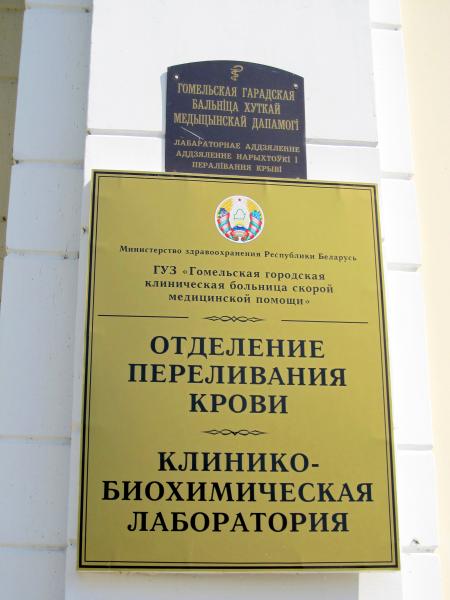 ГОМЕЛЬСКАЯ ГАРАДСКАЯ
БАЛЬНІЦА ХУТКАЙ
МЕДЫЦЫНСКАЙ ДАПАМОГІ
ЛАБАРАТОРНАЕ АДДЗЯЛЕННЕ
АДДЗЯЛЕННЕ НАРЫХТОЎКІ І
ПЕРАЛІВАННЯ КРЫВІ
Министерство здравоохранения Республики Беларусь
ГУЗ «Гомельская городская
клиническая больница скорой
медицинской помощи»
ОТДЕЛЕНИЕ
ПЕРЕЛИВАНИЯ
КРОВИ
КЛИНИКО-
БИОХИМИЧЕСКАЯ
ЛАБОРАТОРИЯ